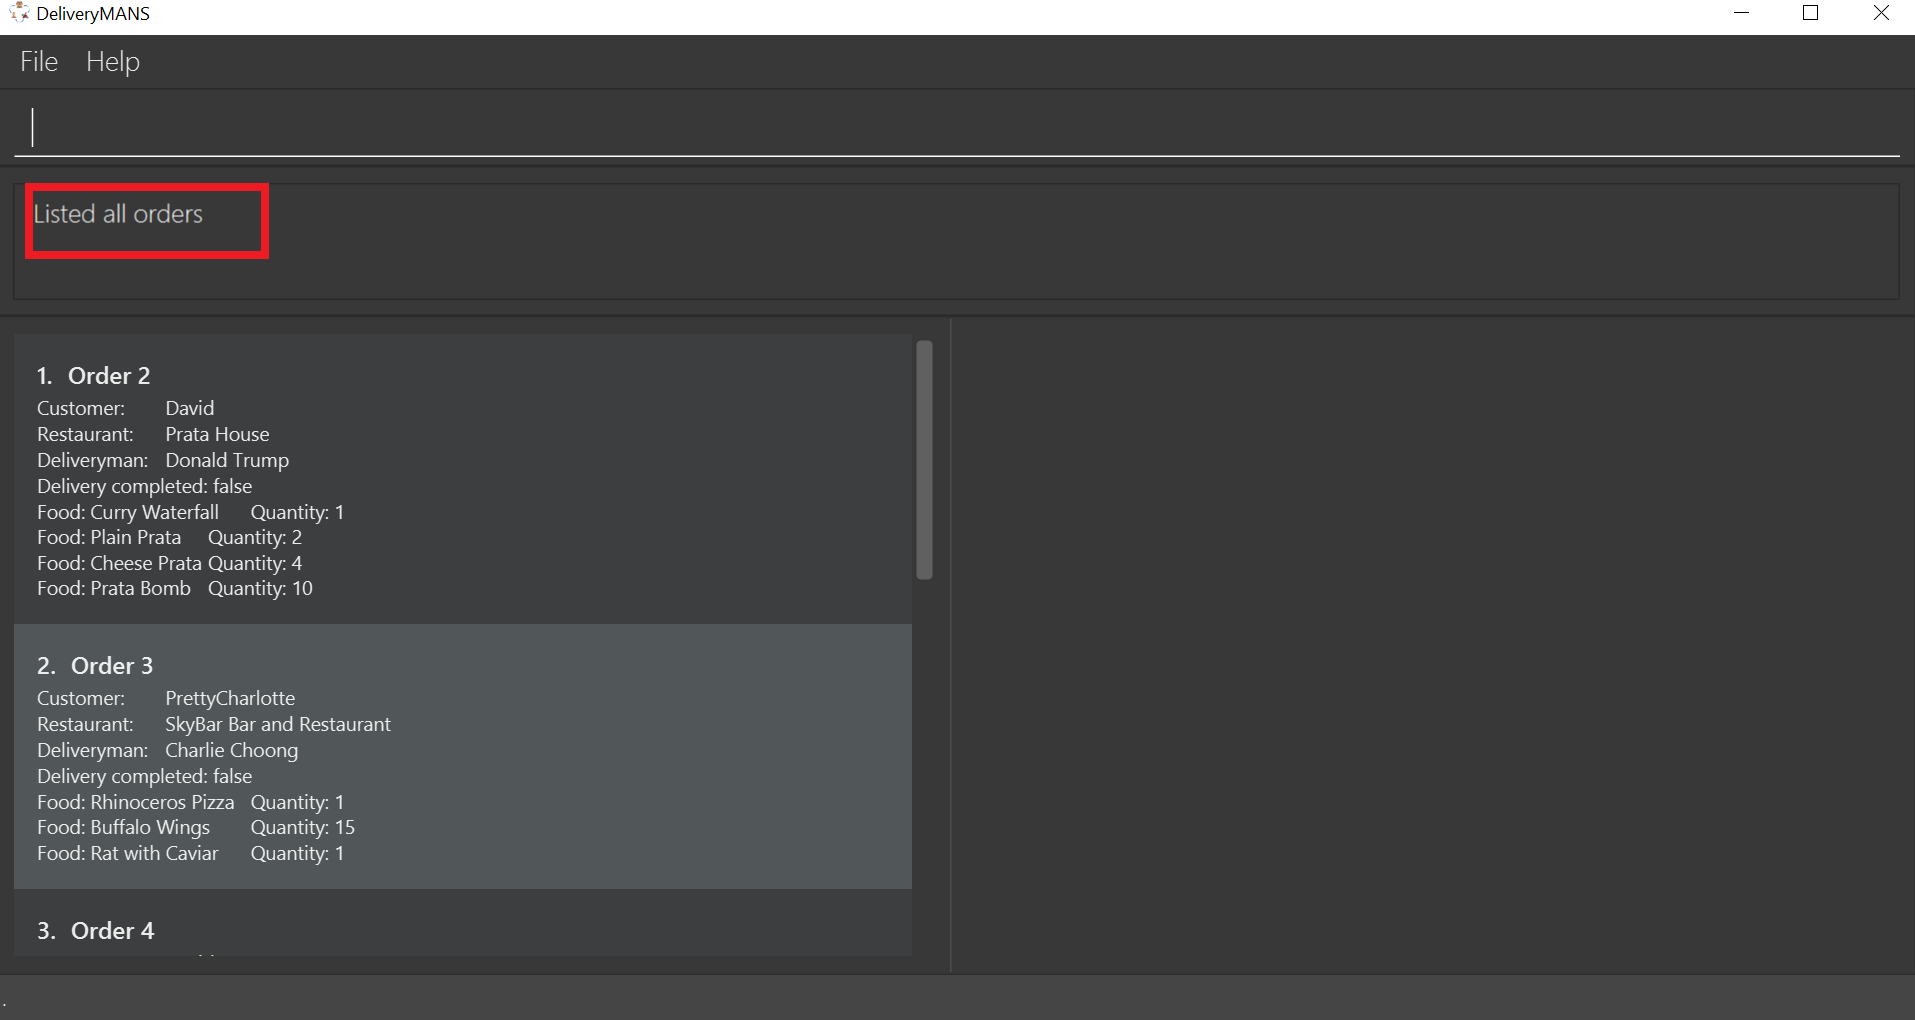 DeliveryMANS
File Help
Listed all orders
1. Order 2
Customer: David
Restaurant: Prata House
Deliveryman: Donald Trump
Delivery completed: false
Food: Curry Waterfall Quantity: 1
Food: Plain Prata Quantity: 2
Food: Cheese Prata Quantity: 4
Food: Prata Bomb Quantity: 10
2. Order 3
Customer: PrettyCharlotte
Restaurant: SkyBar Bar and Restaurant
Deliveryman: Charlie Choong
Delivery completed: false
Food: Rhinoceros Pizza Quantity: 1
Food: Buffalo Wings Quantity: 15
Food: Rat with Caviar Quantity: 1
3. Order 4
.